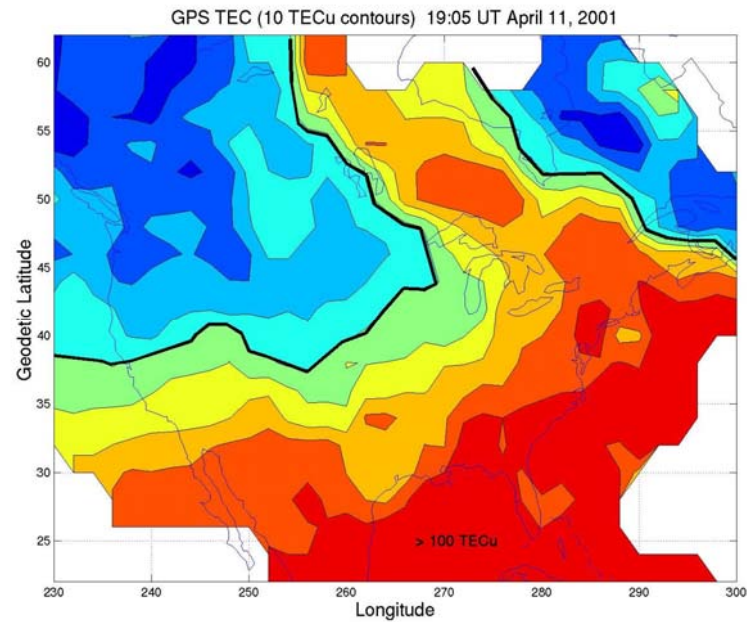 GPS TEC (10 TECu contours) 19:05 UT April 11, 2001
60
55
50
45
40
35
30
25
Geodetic Latitude
> 100 TECu
230 240 250 260 270 280 290 300
Longitude